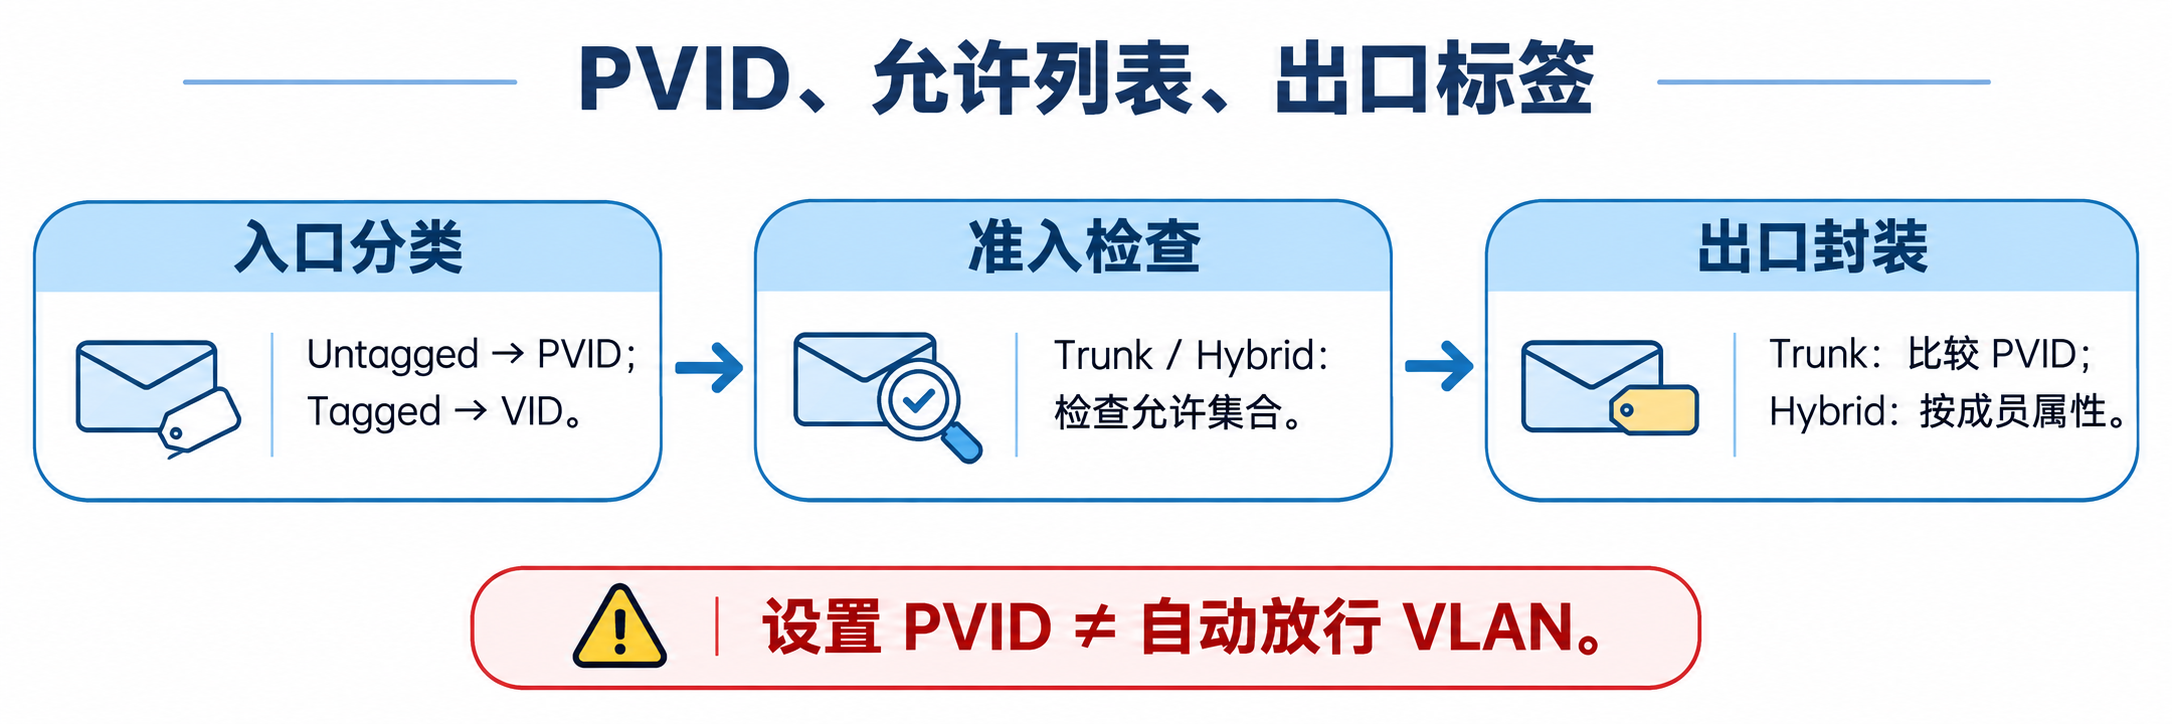 PVID、允许列表、出口标签
入口分类
Untagged → PVID;
Tagged → VID。
准入检查
Trunk / Hybrid:
检查允许集合。
出口封装
Trunk: 比较 PVID;
Hybrid: 按成员属性。
设置 PVID ≠ 自动放行 VLAN。